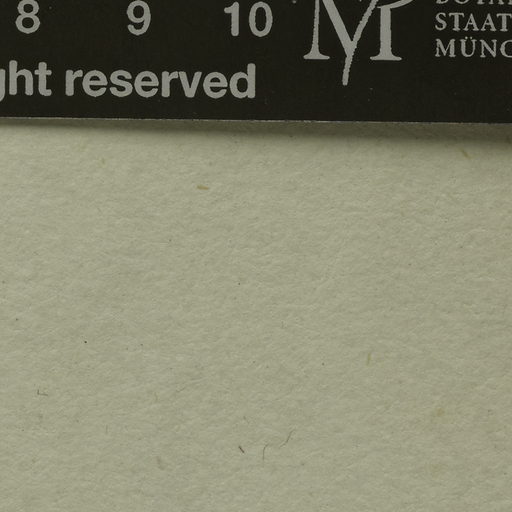 8 9 10
ght reserved
M
STAAT
MÜNC